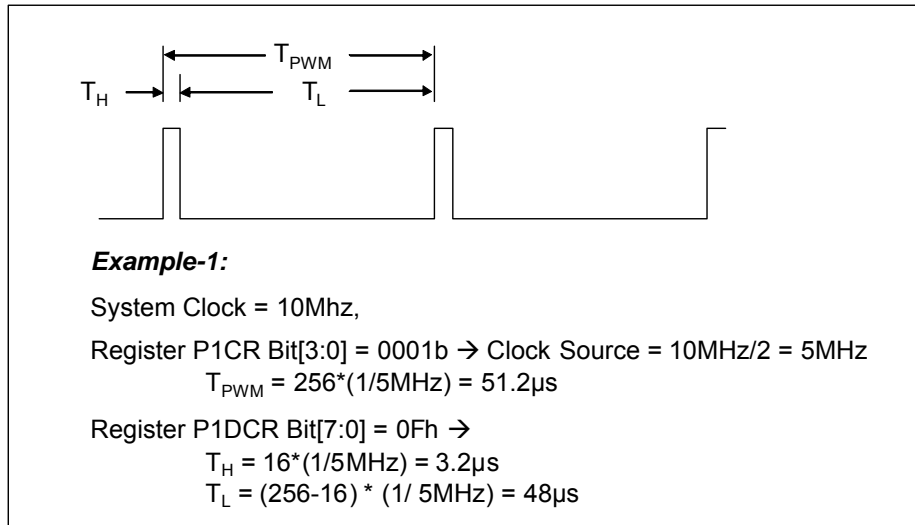 T_PWM
T_H T_L
Example-1:
System Clock = 10Mhz,
Register P1CR Bit[3:0] = 0001b → Clock Source = 10MHz/2 = 5MHz
T_PWM = 256*(1/5MHz) = 51.2μs
Register P1DCR Bit[7:0] = 0Fh →
T_H = 16*(1/5MHz) = 3.2μs
T_L = (256-16) * (1/ 5MHz) = 48μs